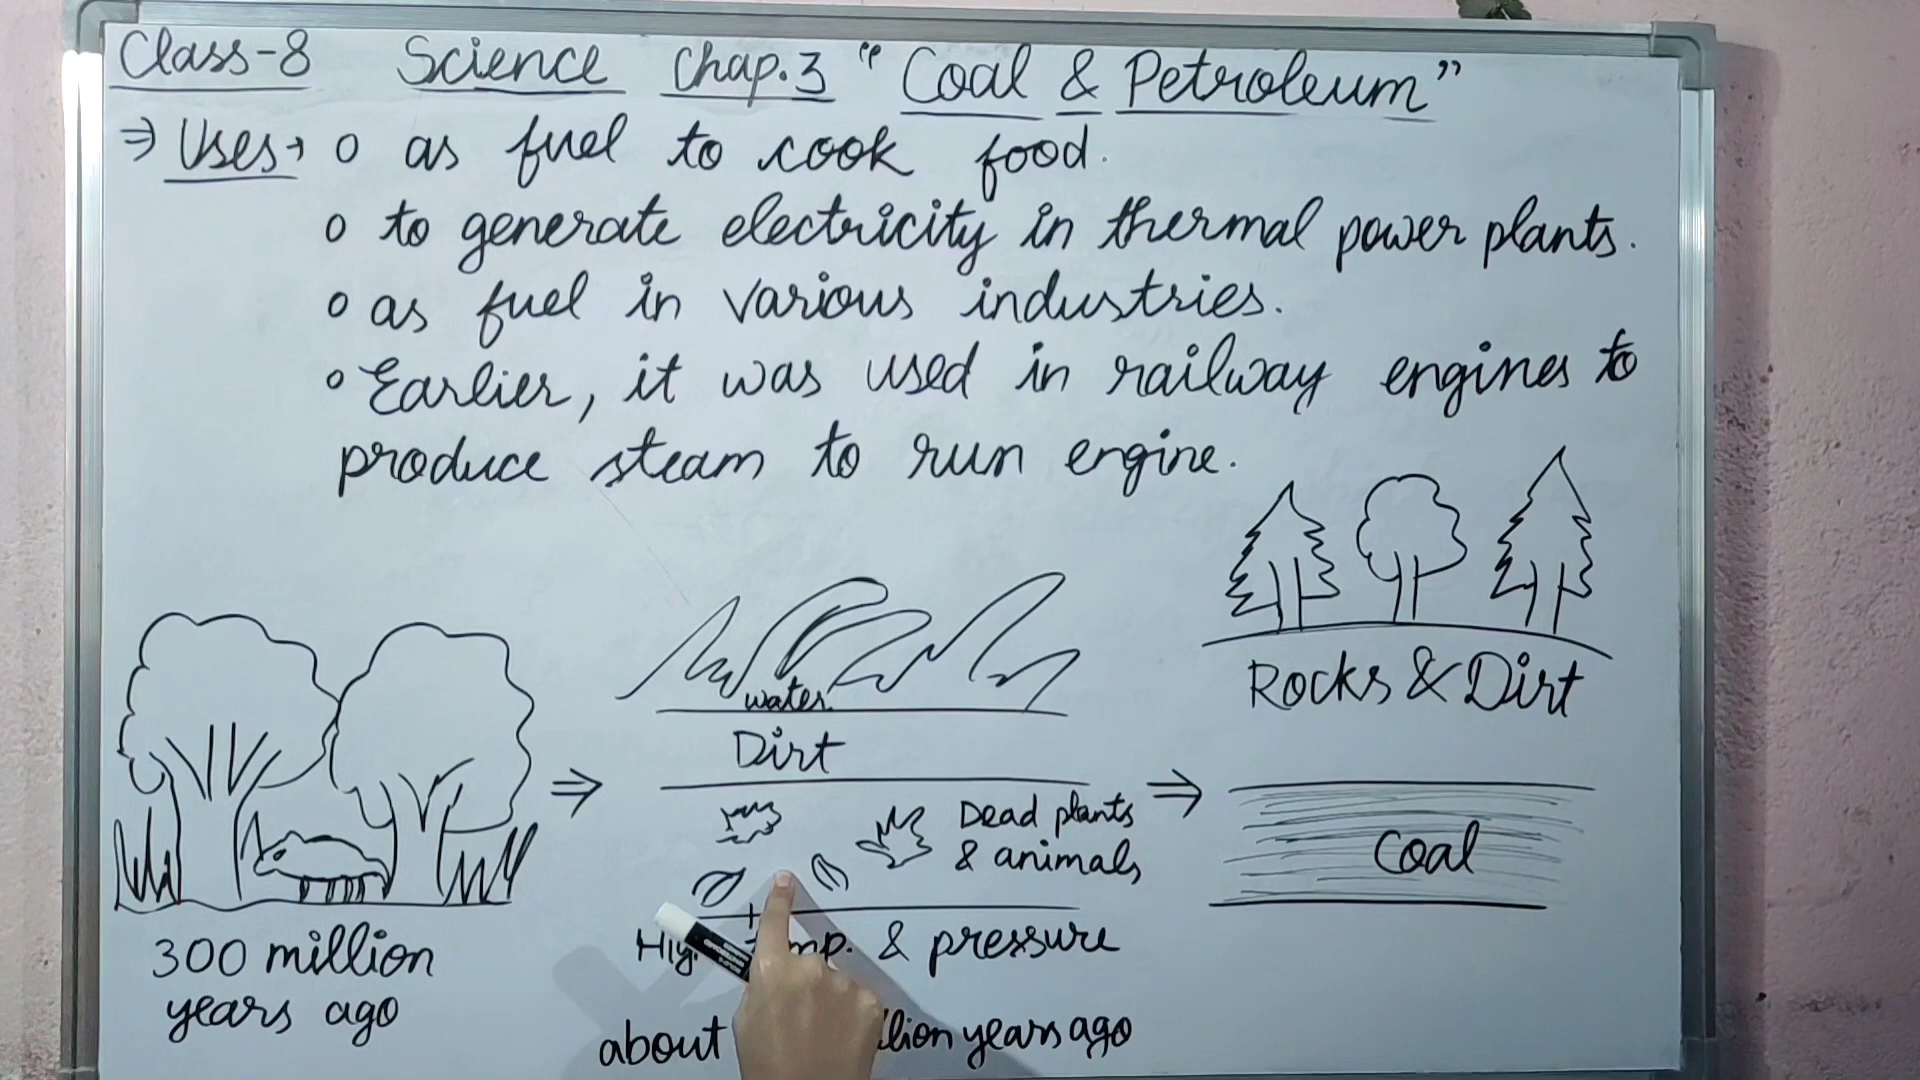 Class-8 Science Chap.3 "Coal & Petroleum"
⇒ Uses → o as fuel to cook food.
o to generate electricity in thermal power plants.
o as fuel in various industries.
o Earlier, it was used in railway engines to
produce steam to run engine.
water
Dirt
Dead plants
& animals
& pressure
about years ago
300 million
years ago
Rocks & Dirt
Coal